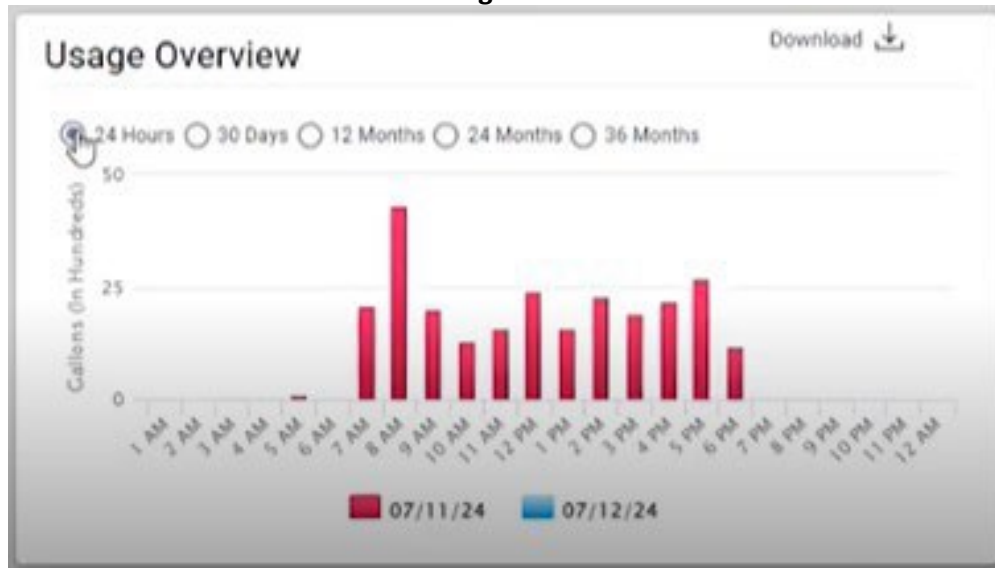 Usage Overview
Download
24 Hours 30 Days 12 Months 24 Months 36 Months
Gallons (In Hundreds)
50
25
0
1 AM 2 AM 3 AM 4 AM 5 AM 6 AM 7 AM 8 AM 9 AM 10 AM 11 AM 12 PM 1 PM 2 PM 3 PM 4 PM 5 PM 6 PM 7 PM 8 PM 9 PM 10 PM 11 PM 12 AM
07/11/24 07/12/24